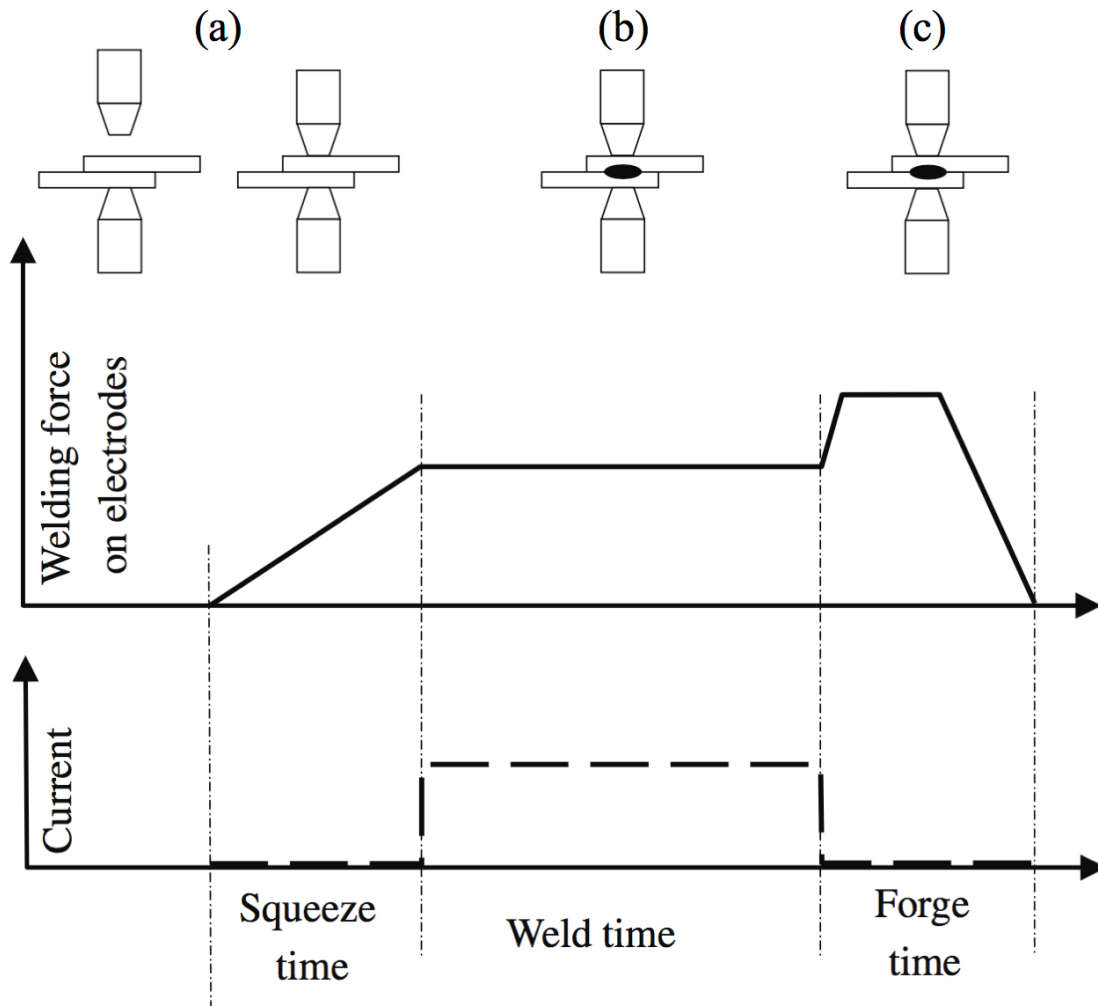 (a)
(b)
(c)
Welding force
on electrodes
Current
Squeeze
time
Weld time
Forge
time